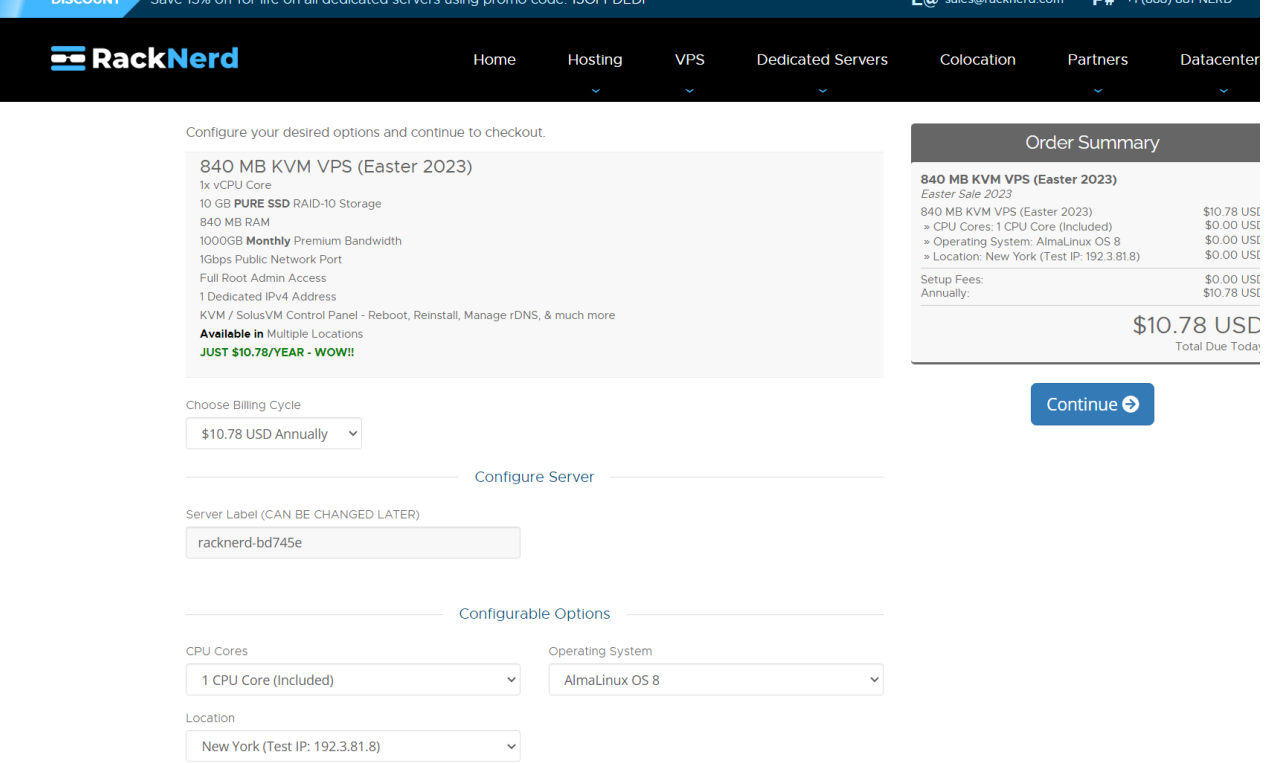 DISCOUNT Save 15% off for life on all dedicated servers using promo code: 15OFFDEDI sales@racknerd.com +1 (888) 881-NERD
RackNerd Home Hosting VPS Dedicated Servers Colocation Partners Datacenter
Configure your desired options and continue to checkout.
840 MB KVM VPS (Easter 2023)
1x vCPU Core
10 GB PURE SSD RAID-10 Storage
840 MB RAM
1000GB Monthly Premium Bandwidth
1Gbps Public Network Port
Full Root Admin Access
1 Dedicated IPv4 Address
KVM / SolusVM Control Panel - Reboot, Reinstall, Manage rDNS, & much more
Available in Multiple Locations
JUST $10.78/YEAR - WOW!!
Choose Billing Cycle
$10.78 USD Annually
Configure Server
Server Label (CAN BE CHANGED LATER)
racknerd-bd745e
Configurable Options
CPU Cores
1 CPU Core (Included)
Operating System
AlmaLinux OS 8
Location
New York (Test IP: 192.3.81.8)
Order Summary
840 MB KVM VPS (Easter 2023)
Easter Sale 2023
840 MB KVM VPS (Easter 2023) $10.78 USD
» CPU Cores: 1 CPU Core (Included) $0.00 USD
» Operating System: AlmaLinux OS 8 $0.00 USD
» Location: New York (Test IP: 192.3.81.8) $0.00 USD
Setup Fees: $0.00 USD
Annually: $10.78 USD
$10.78 USD
Total Due Today
Continue